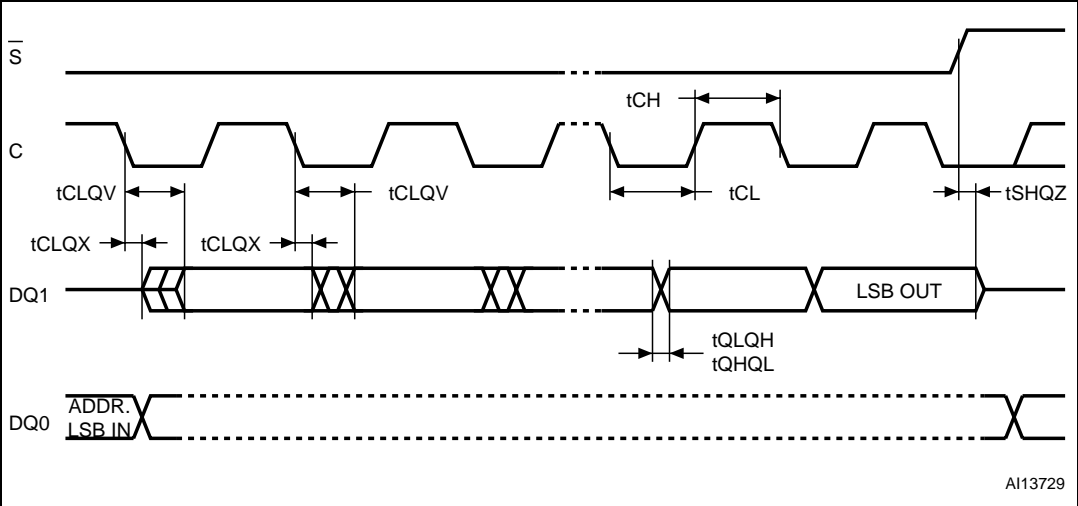 S
tCH
C
tCLQV
tCLQV
tCL
tSHQZ
tCLQX
tCLQX
DQ1
LSB OUT
tQLQH
tQHQL
DQ0
ADDR.
LSB IN
AI13729